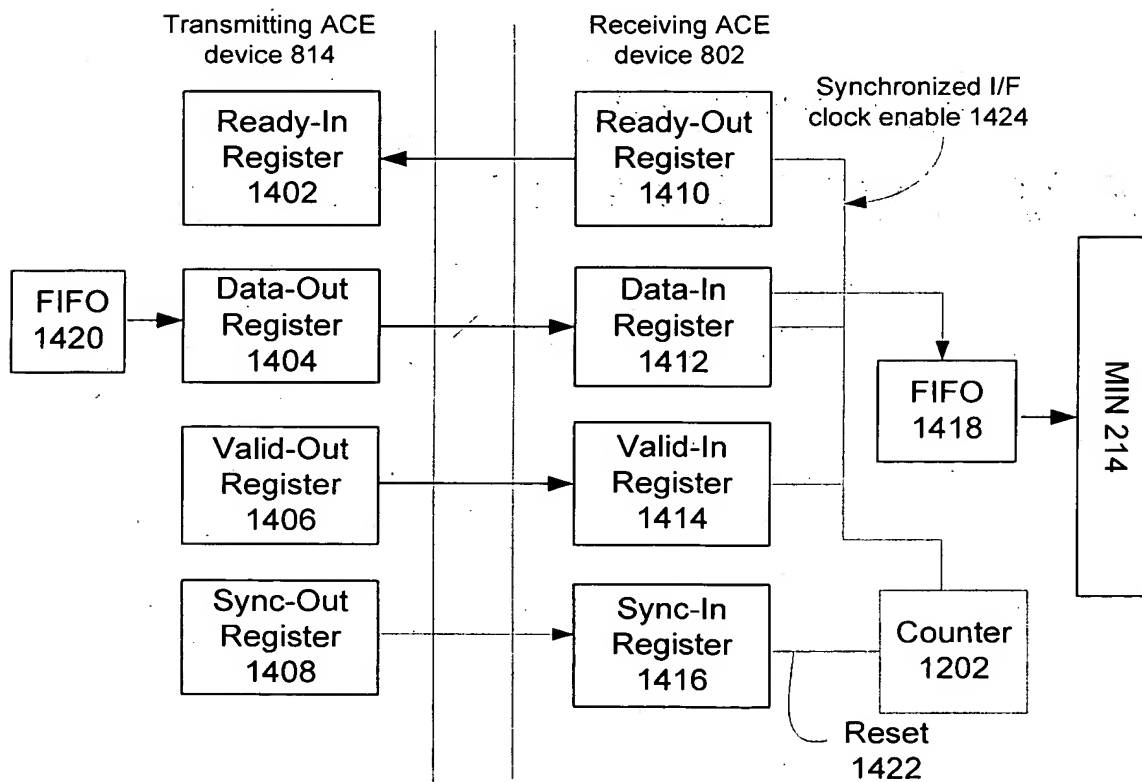 Transmitting ACE
device 814
Receiving ACE
device 802
Synchronized I/F
clock enable 1424
Ready-In
Register
1402
Ready-Out
Register
1410
FIFO
1420
Data-Out
Register
1404
Data-In
Register
1412
FIFO
1418
MIN 214
Valid-Out
Register
1406
Valid-In
Register
1414
Sync-Out
Register
1408
Sync-In
Register
1416
Counter
1202
Reset
1422